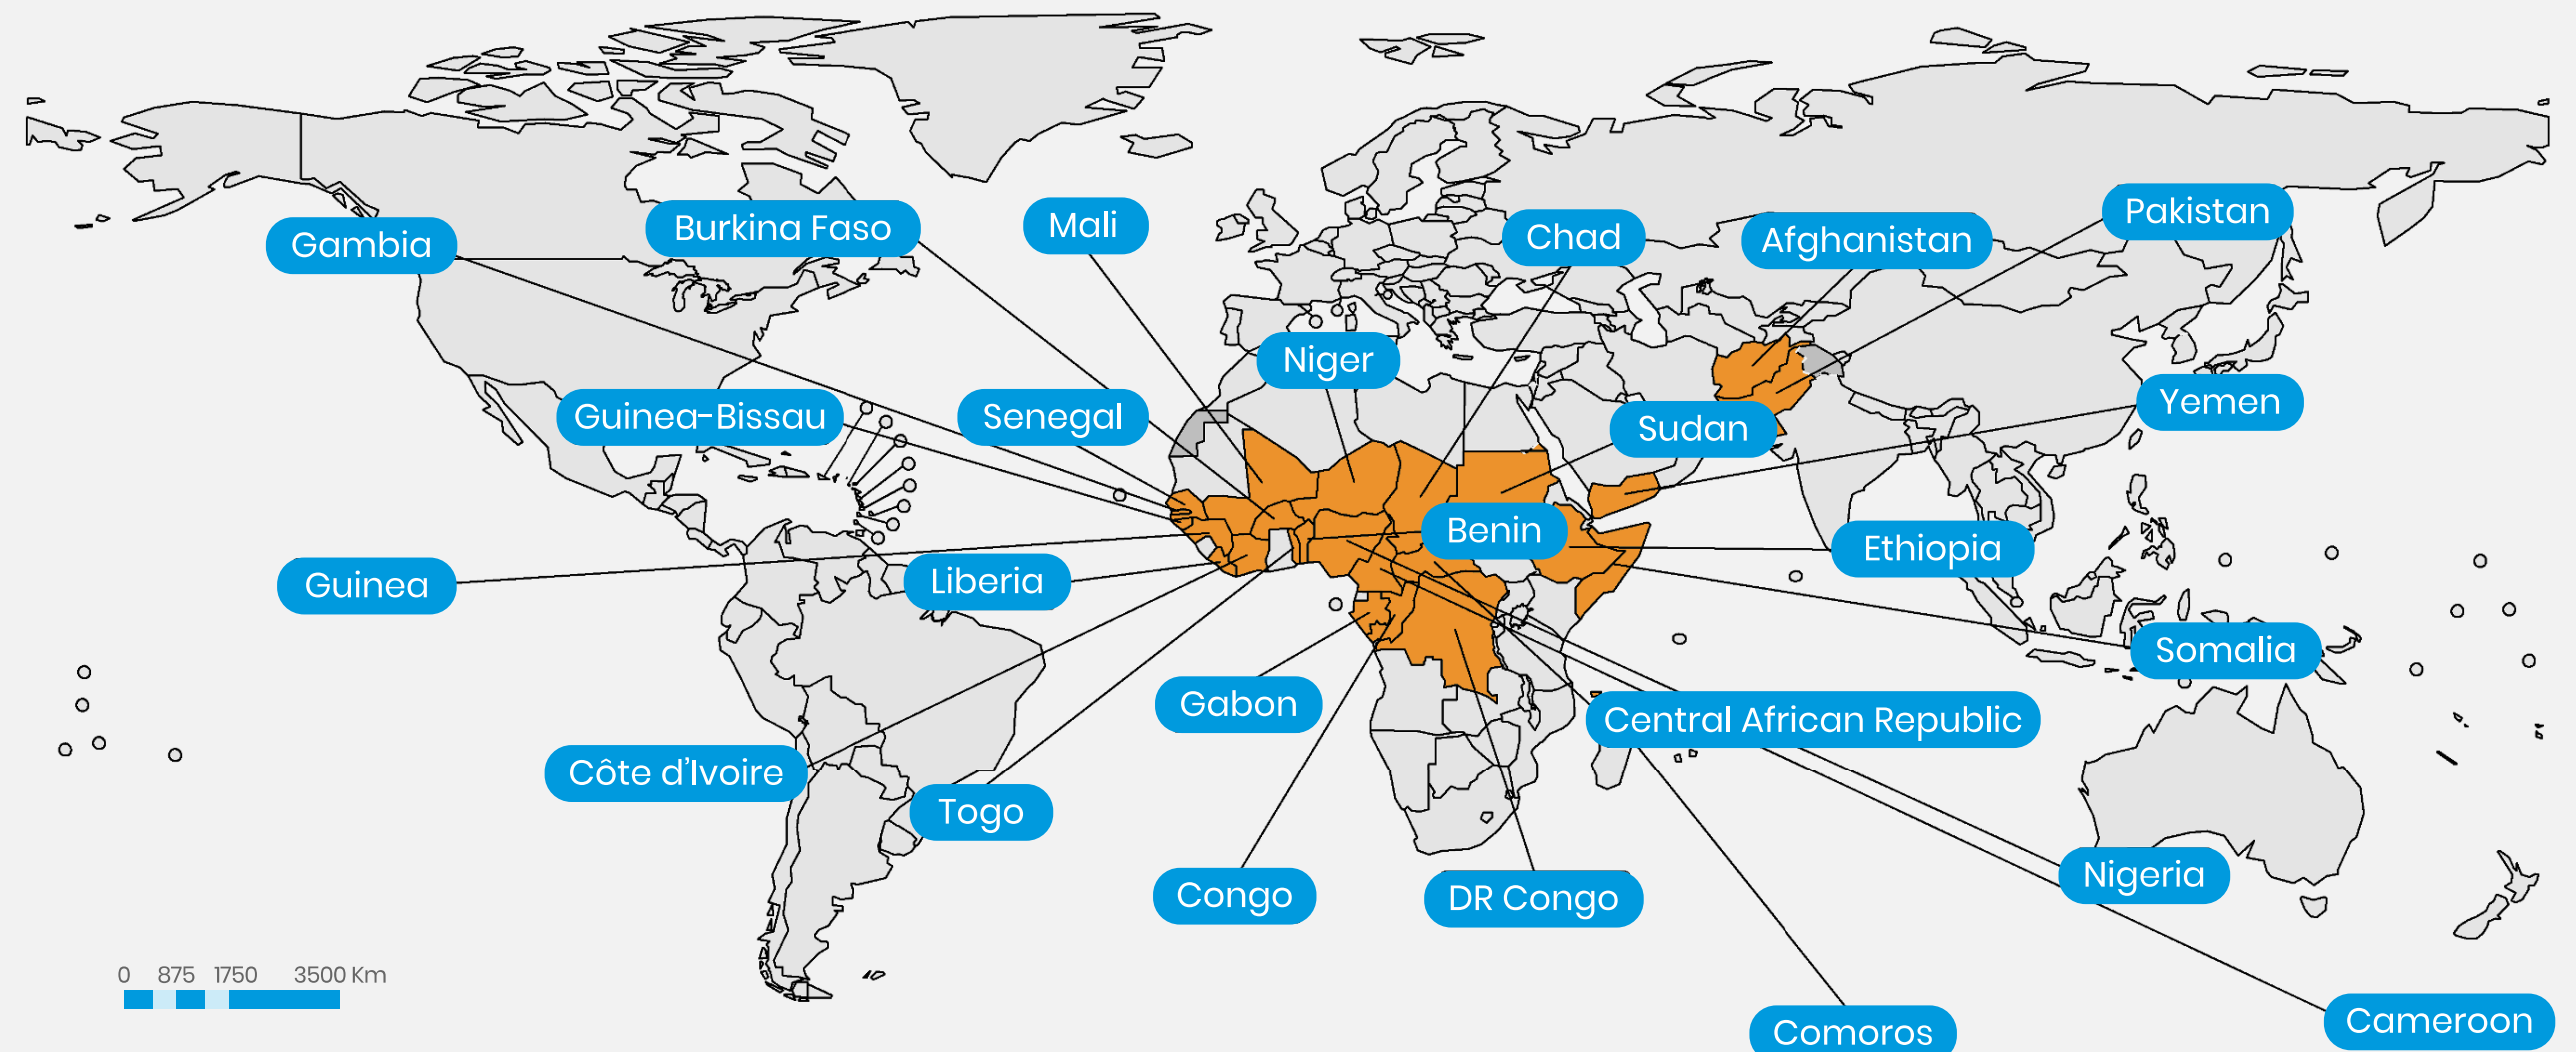 Pakistan
Mali
Burkina Faso
Chad
Afghanistan
Gambia
Niger
Yemen
Guinea-Bissau
Senegal
Sudan
Benin
Ethiopia
Liberia
Guinea
Somalia
Gabon
Central African Republic
Côte d'Ivoire
Togo
Nigeria
Congo
DR Congo
0 875 1750 3500 Km
Cameroon
Comoros